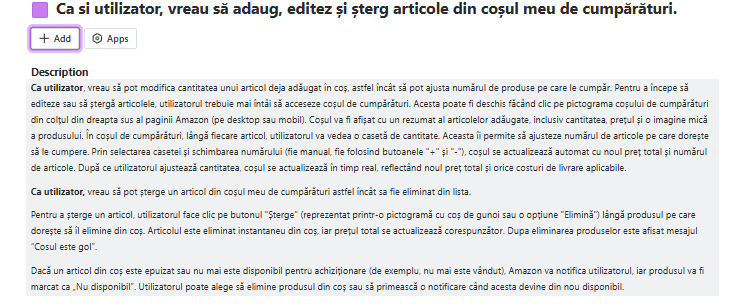 Ca si utilizator, vreau să adaug, editez și șterg articole din coșul meu de cumpărături.
+ Add
Apps
Description
Ca utilizator, vreau să pot modifica cantitatea unui articol deja adăugat în coș, astfel încât să pot ajusta numărul de produse pe care le cumpăr. Pentru a începe să
editeze sau să șteargă articolele, utilizatorul trebuie mai întâi să acceseze coșul de cumpărături. Acesta poate fi deschis făcând clic pe pictograma coșului de cumpărături
din colțul din dreapta sus al paginii Amazon (pe desktop sau mobil). Coșul va fi afișat cu un rezumat al articolelor adăugate, inclusiv cantitatea, prețul și o imagine mică
a produsului. În coșul de cumpărături, lângă fiecare articol, utilizatorul va vedea o casetă de cantitate. Aceasta îi permite să ajusteze numărul de articole pe care dorește
să le cumpere. Prin selectarea casetei și schimbarea numărului (fie manual, fie folosind butoanele "+" și "-"), coșul se actualizează automat cu noul preț total și numărul
de articole. După ce utilizatorul ajustează cantitatea, coșul se actualizează în timp real, reflectând noul preț total și orice costuri de livrare aplicabile.
Ca utilizator, vreau să pot șterge un articol din coșul meu de cumpărături astfel încât sa fie eliminat din lista.
Pentru a șterge un articol, utilizatorul face clic pe butonul "Șterge" (reprezentat printr-o pictogramă cu coș de gunoi sau o opțiune "Elimină") lângă produsul pe care
dorește să îl elimine din coș. Articolul este eliminat instantaneu din coș, iar prețul total se actualizează corespunzător. Dupa eliminarea produselor este afisat mesajul
"Cosul este gol".
Dacă un articol din coș este epuizat sau nu mai este disponibil pentru achiziționare (de exemplu, nu mai este vândut), Amazon va notifica utilizatorul, iar produsul va fi
marcat ca „Nu disponibil”. Utilizatorul poate alege să elimine produsul din coș sau să primească o notificare când acesta devine din nou disponibil.